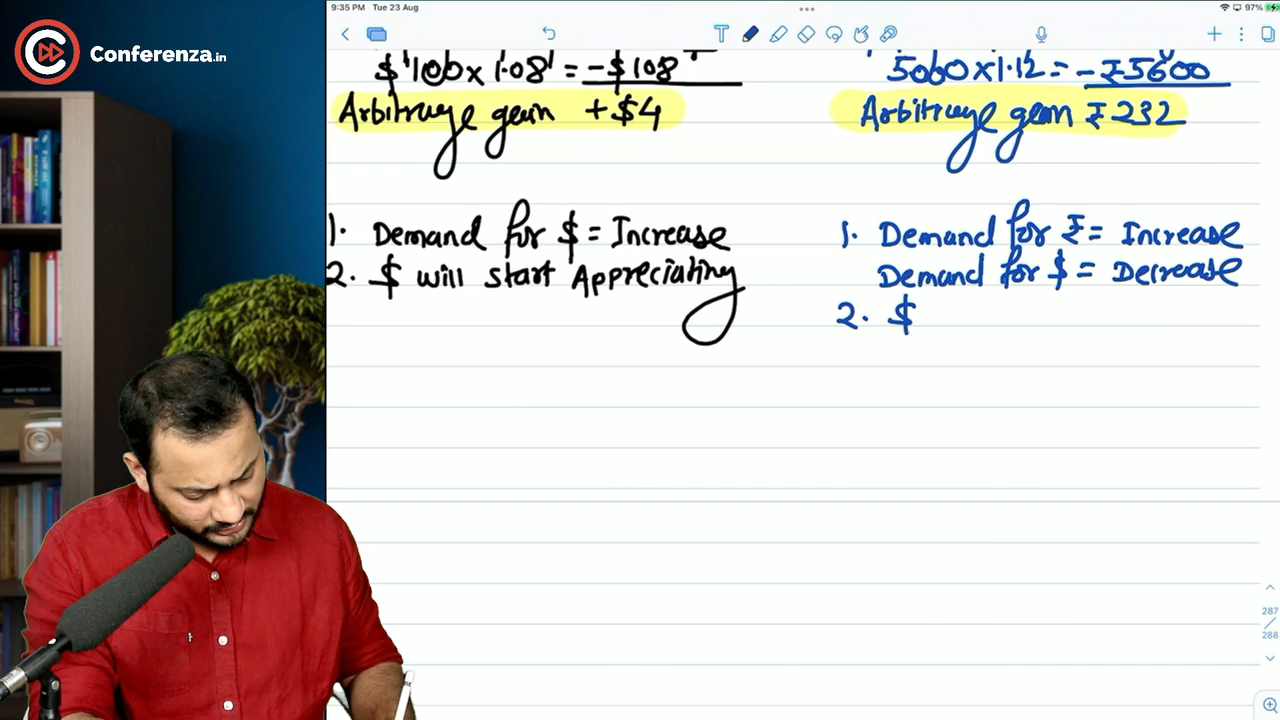 9:35 PM Tue 23 Aug
97%
Conferenza.in
$ 100 x 1.08 = -$108
Arbitrage gain +$4
1. Demand for $ = Increase
2. $ will start Appreciating
5000 x 1.12 = -₹5600
Arbitrage gain ₹232
1. Demand for ₹ = Increase
Demand for $ = Decrease
2. $
287
288